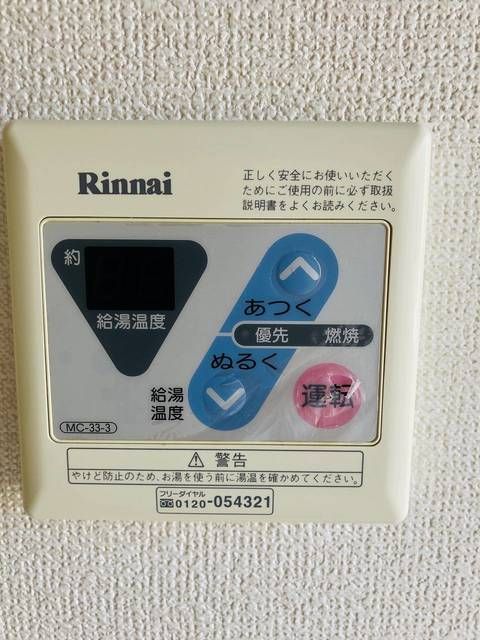 Rinnai
正しく安全にお使いいただく
ためにご使用の前に必ず取扱
説明書をよくお読みください。
約
給湯温度
あつく
優先 燃焼
ぬるく
給湯
温度
運転
MC-33-3
⚠ 警告
やけど防止のため、お湯を使う前に湯温を確かめてください。
フリーダイヤル
0120-054321